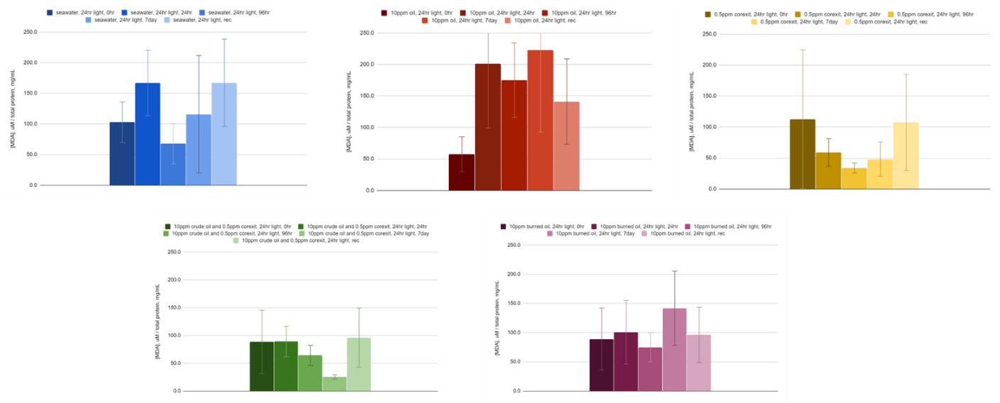 seawater, 24hr light, 0hr seawater, 24hr light, 24hr seawater, 24hr light, 96hr
seawater, 24hr light, 7day seawater, 24hr light, rec
250.0
200.0
150.0
100.0
50.0
0.0
[MDA], uM / total protein, mg/mL
10ppm oil, 24hr light, 0hr 10ppm oil, 24hr light, 24hr 10ppm oil, 24hr light, 96hr
10ppm oil, 24hr light, 7day 10ppm oil, 24hr light, rec
250.0
200.0
150.0
100.0
50.0
0.0
[MDA], uM / total protein, mg/mL
0.5ppm corexit, 24hr light, 0hr 0.5ppm corexit, 24hr light, 24hr 0.5ppm corexit, 24hr light, 96hr
0.5ppm corexit, 24hr light, 7day 0.5ppm corexit, 24hr light, rec
250.0
200.0
150.0
100.0
50.0
0.0
[MDA], uM / total protein, mg/mL
10ppm crude oil and 0.5ppm corexit, 24hr light, 0hr 10ppm crude oil and 0.5ppm corexit, 24hr light, 24hr
10ppm crude oil and 0.5ppm corexit, 24hr light, 96hr 10ppm crude oil and 0.5ppm corexit, 24hr light, 7day
10ppm crude oil and 0.5ppm corexit, 24hr light, rec
250.0
200.0
150.0
100.0
50.0
0.0
[MDA], uM / total protein, mg/mL
10ppm burned oil, 24hr light, 0hr 10ppm burned oil, 24hr light, 24hr 10ppm burned oil, 24hr light, 96hr
10ppm burned oil, 24hr light, 7day 10ppm burned oil, 24hr light, rec
250.0
200.0
150.0
100.0
50.0
0.0
[MDA], uM / total protein, mg/mL